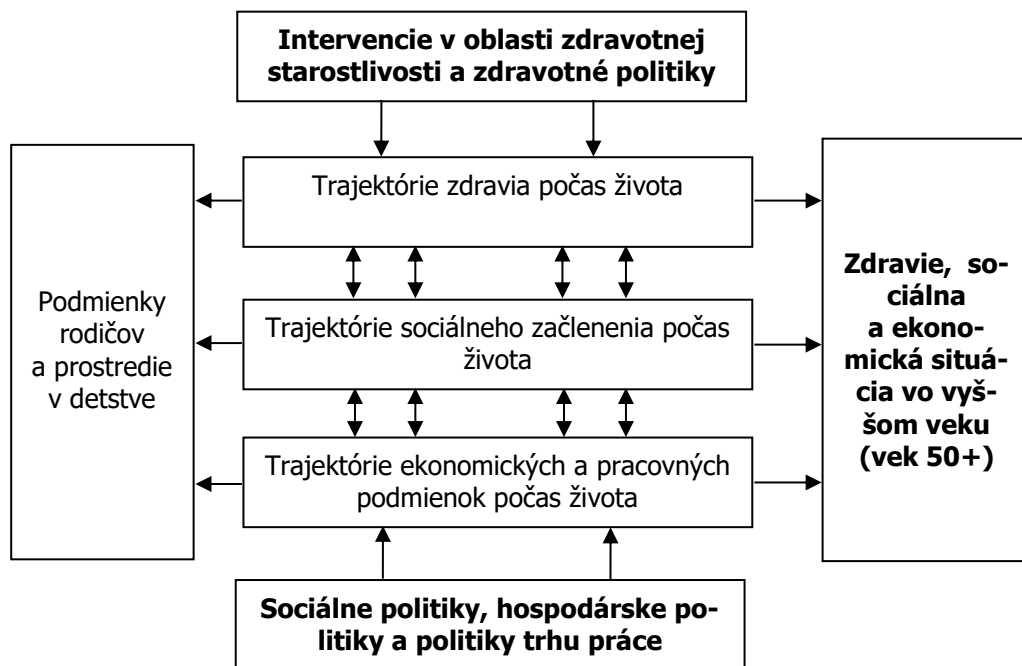 Intervencie v oblasti zdravotnej
starostlivosti a zdravotné politiky
Trajektórie zdravia počas života
Podmienky
rodičov
a prostredie
v detstve
Trajektórie sociálneho začlenenia počas
života
Zdravie, so-
ciálna
a ekono-
mická situá-
cia vo vyš-
šom veku
(vek 50+)
Trajektórie ekonomických a pracovných
podmienok počas života
Sociálne politiky, hospodárske po-
litiky a politiky trhu práce